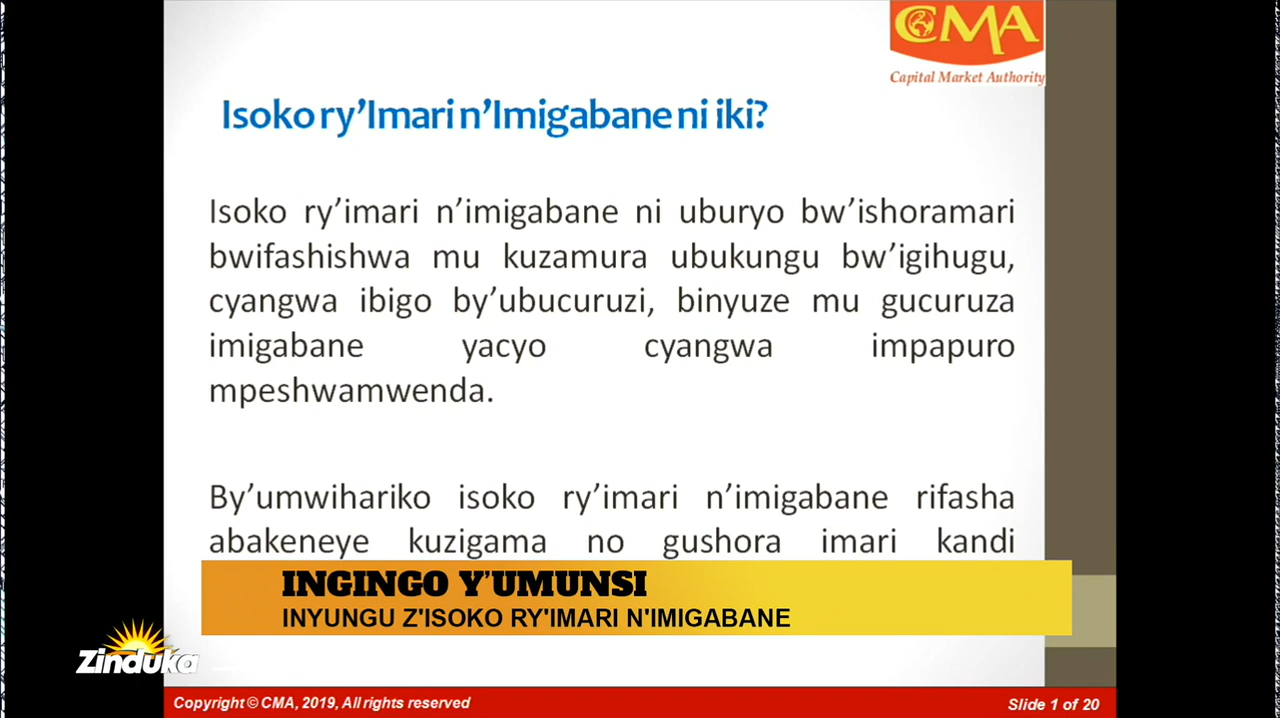 CMA
Capital Market Authority
Isoko ry’Imari n’Imigabane ni iki?
Isoko ry’imari n’imigabane ni uburyo bw’ishoramari
bwifashishwa mu kuzamura ubukungu bw’igihugu,
cyangwa ibigo by’ubucuruzi, binyuze mu gucuruza
imigabane yacyo cyangwa impapuro
mpeshwamwenda.
By’umwihariko isoko ry’imari n’imigabane rifasha
abakeneye kuzigama no gushora imari kandi
INGINGO Y’UMUNSI
INYUNGU Z'ISOKO RY'IMARI N'IMIGABANE
Zinduka
Copyright © CMA, 2019, All rights reserved
Slide 1 of 20